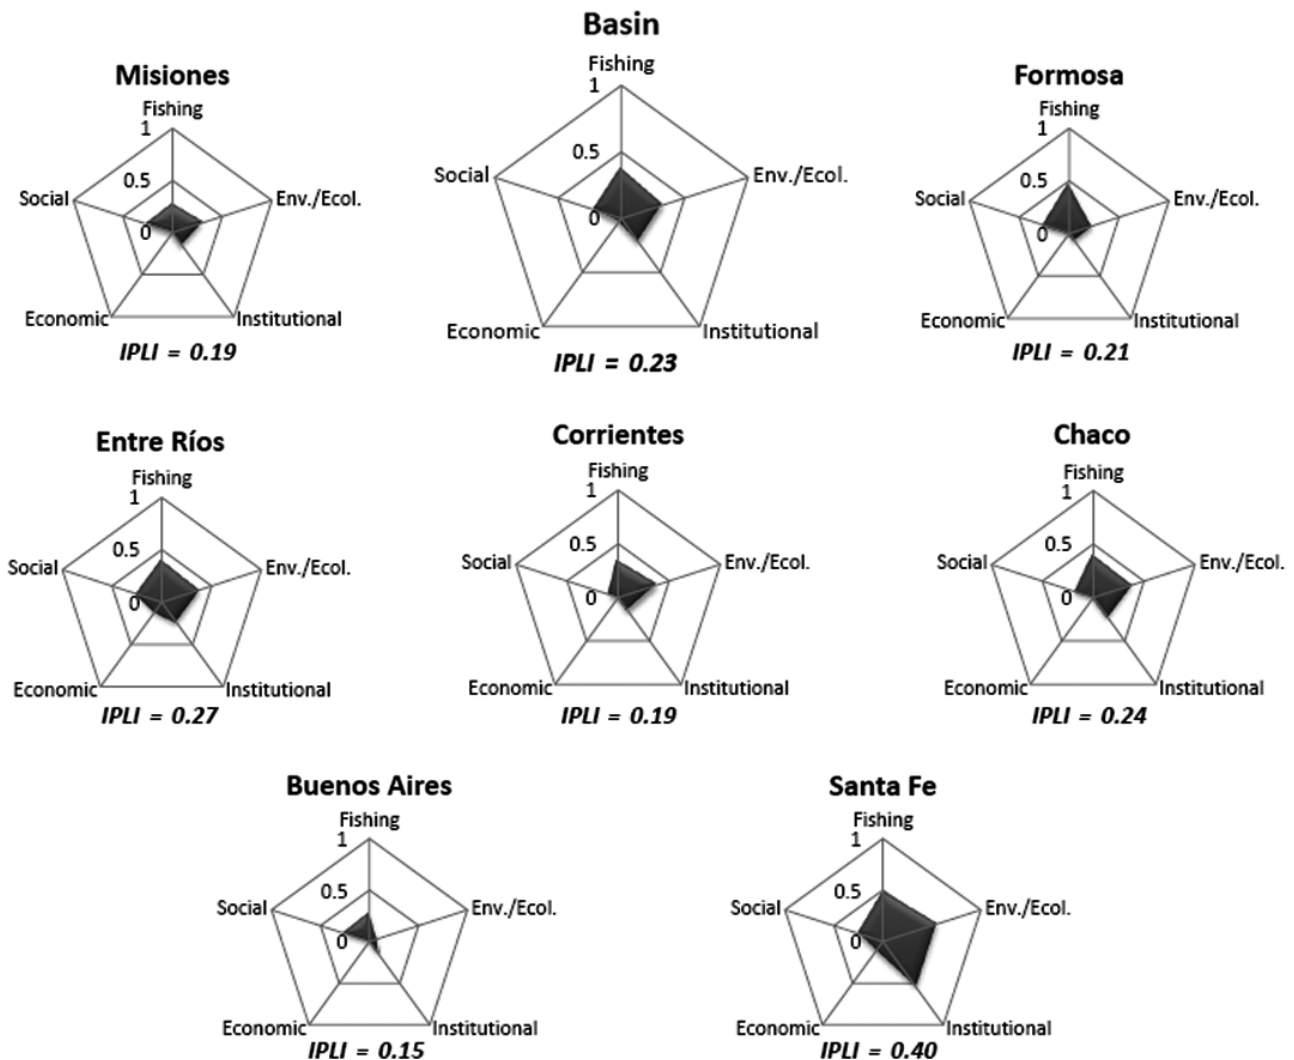 Basin
Fishing
1
0.5
0
Social
Env./Ecol.
Economic
Institutional
IPLI = 0.23
Misiones
Fishing
1
0.5
0
Social
Env./Ecol.
Economic
Institutional
IPLI = 0.19
Formosa
Fishing
1
0.5
0
Social
Env./Ecol.
Economic
Institutional
IPLI = 0.21
Entre Ríos
Fishing
1
0.5
0
Social
Env./Ecol.
Economic
Institutional
IPLI = 0.27
Corrientes
Fishing
1
0.5
0
Social
Env./Ecol.
Economic
Institutional
IPLI = 0.19
Chaco
Fishing
1
0.5
0
Social
Env./Ecol.
Economic
Institutional
IPLI = 0.24
Buenos Aires
Fishing
1
0.5
0
Social
Env./Ecol.
Economic
Institutional
IPLI = 0.15
Santa Fe
Fishing
1
0.5
0
Social
Env./Ecol.
Economic
Institutional
IPLI = 0.40